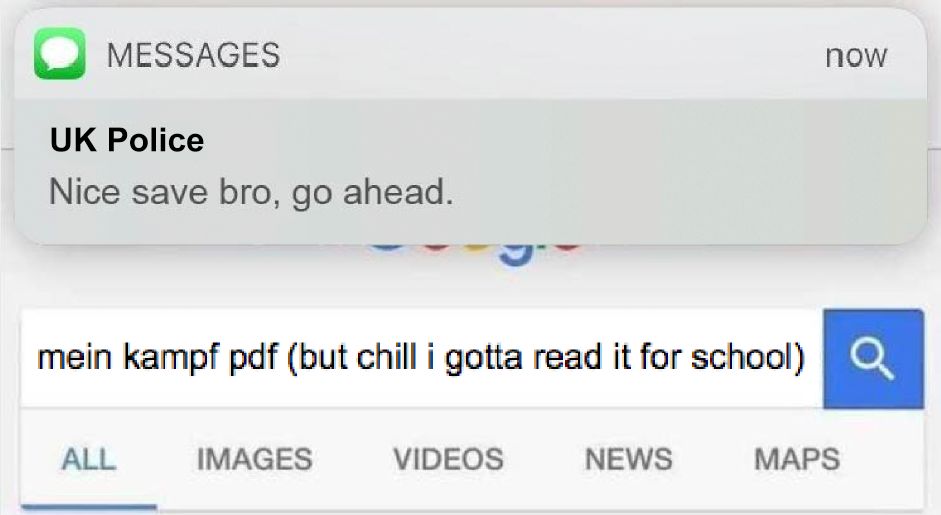 MESSAGES now
UK Police
Nice save bro, go ahead.
mein kampf pdf (but chill i gotta read it for school)
ALL IMAGES VIDEOS NEWS MAPS